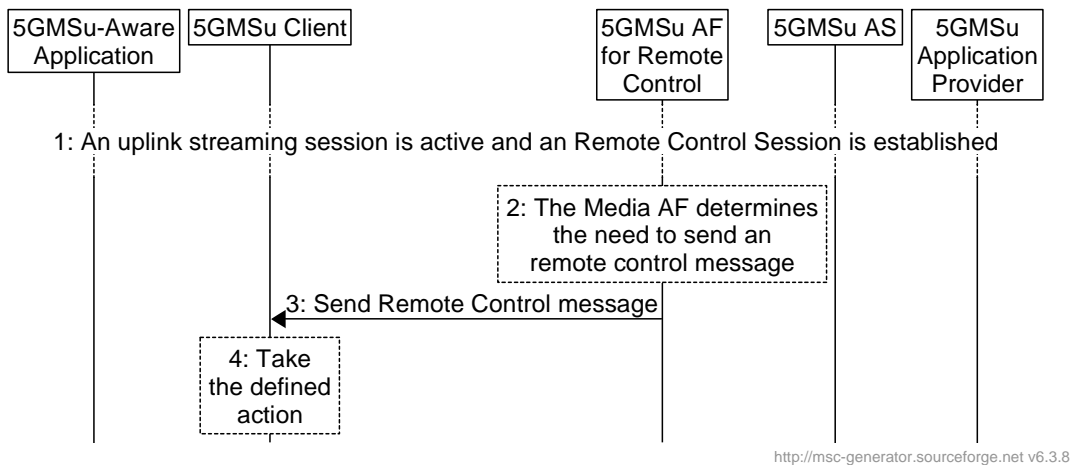 5GMSu-Aware
Application
5GMSu Client
5GMSu AF
for Remote
Control
5GMSu AS
5GMSu
Application
Provider
1: An uplink streaming session is active and an Remote Control Session is established
2: The Media AF determines
the need to send an
remote control message
3: Send Remote Control message
4: Take
the defined
action
http://msc-generator.sourceforge.net v6.3.8